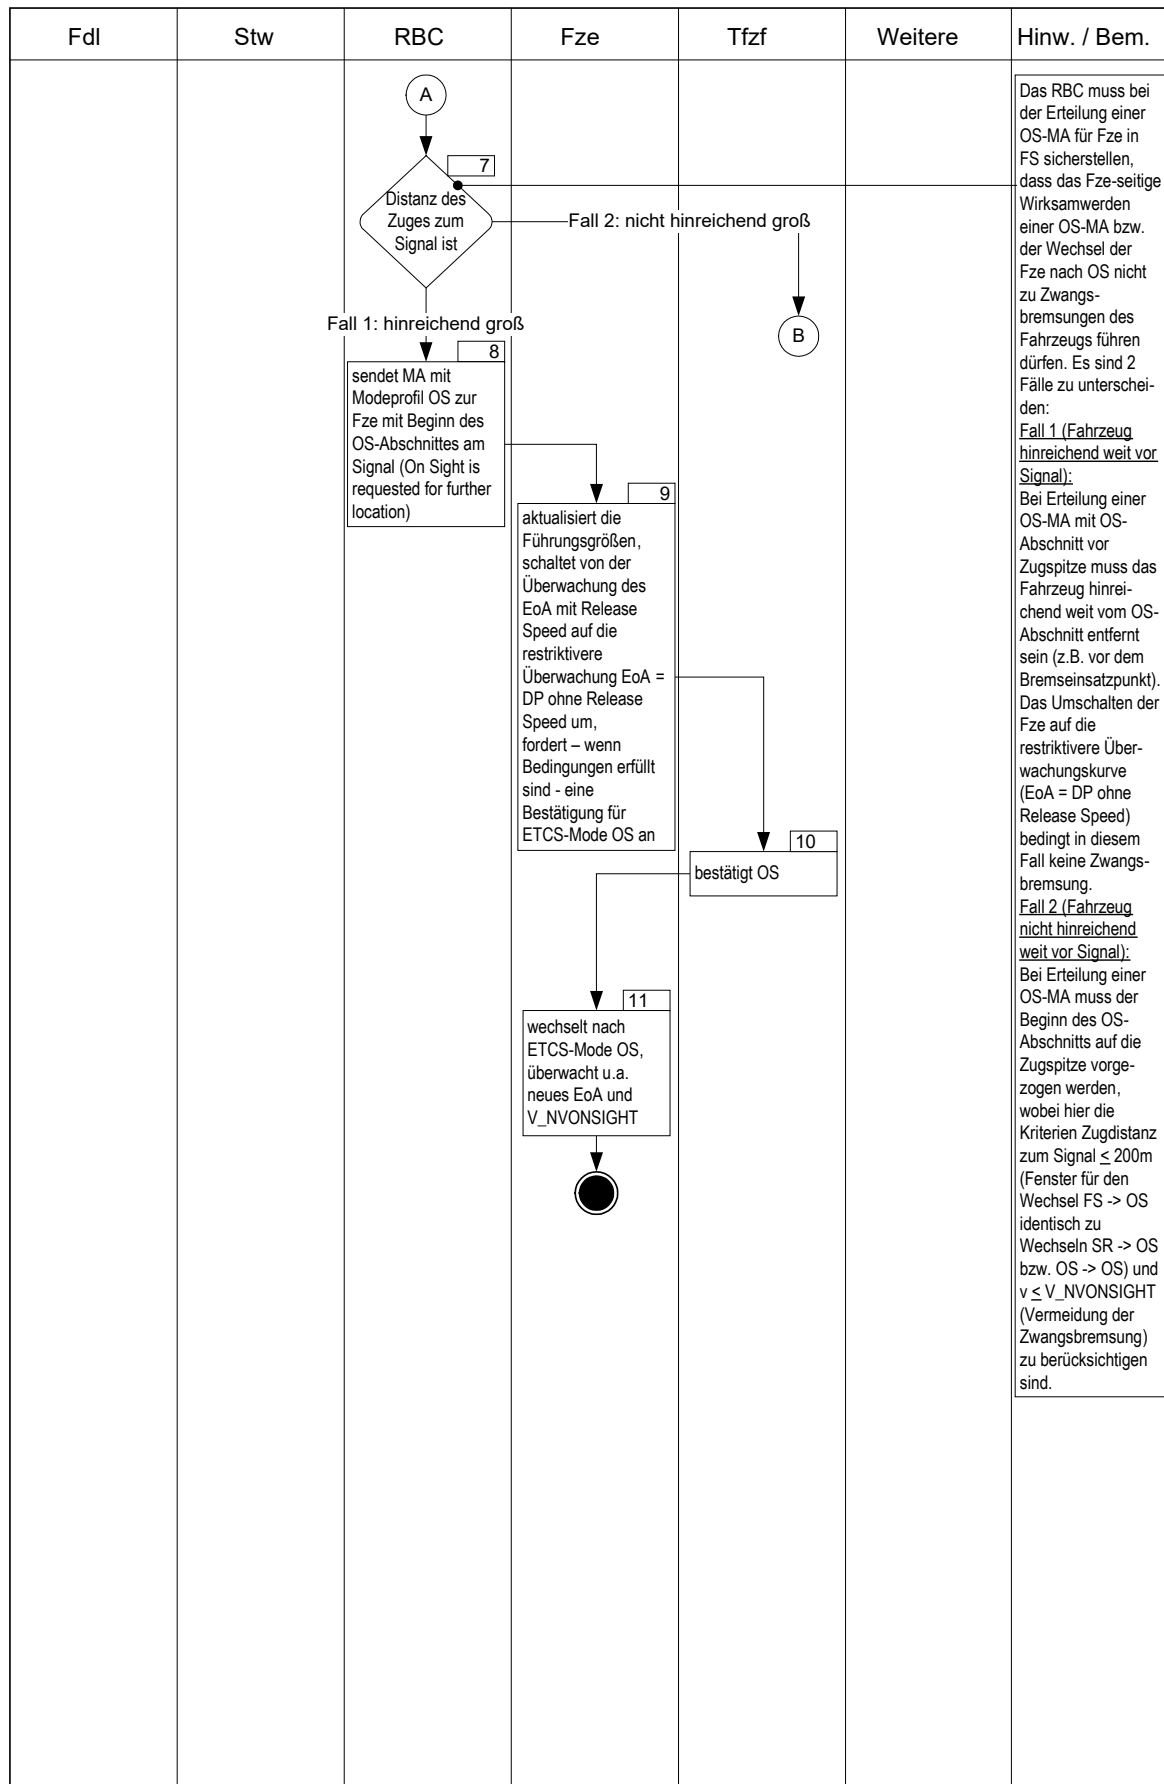 Fdl
Stw
RBC
Fze
Tfzf
Weitere
Hinw. / Bem.
A
7
Distanz des
Zuges zum
Signal ist
Fall 2: nicht hinreichend groß
B
Fall 1: hinreichend groß
8
sendet MA mit
Modeprofil OS zur
Fze mit Beginn des
OS-Abschnittes am
Signal (On Sight is
requested for further
location)
9
aktualisiert die
Führungsgrößen,
schaltet von der
Überwachung des
EoA mit Release
Speed auf die
restriktivere
Überwachung EoA =
DP ohne Release
Speed um,
fordert – wenn
Bedingungen erfüllt
sind - eine
Bestätigung für
ETCS-Mode OS an
10
bestätigt OS
11
wechselt nach
ETCS-Mode OS,
überwacht u.a.
neues EoA und
V_NVONSIGHT
Das RBC muss bei
der Erteilung einer
OS-MA für Fze in
FS sicherstellen,
dass das Fze-seitige
Wirksamwerden
einer OS-MA bzw.
der Wechsel der
Fze nach OS nicht
zu Zwangs-
bremsungen des
Fahrzeugs führen
dürfen. Es sind 2
Fälle zu unterschei-
den:
Fall 1 (Fahrzeug
hinreichend weit vor
Signal):
Bei Erteilung einer
OS-MA mit OS-
Abschnitt vor
Zugspitze muss das
Fahrzeug hinrei-
chend weit vom OS-
Abschnitt entfernt
sein (z.B. vor dem
Bremseinsatzpunkt).
Das Umschalten der
Fze auf die
restriktivere Über-
wachungskurve
(EoA = DP ohne
Release Speed)
bedingt in diesem
Fall keine Zwangs-
bremsung.
Fall 2 (Fahrzeug
nicht hinreichend
weit vor Signal):
Bei Erteilung einer
OS-MA muss der
Beginn des OS-
Abschnitts auf die
Zugspitze vorge-
zogen werden,
wobei hier die
Kriterien Zugdistanz
zum Signal ≤ 200m
(Fenster für den
Wechsel FS -> OS
identisch zu
Wechseln SR -> OS
bzw. OS -> OS) und
v ≤ V_NVONSIGHT
(Vermeidung der
Zwangsbremsung)
zu berücksichtigen
sind.